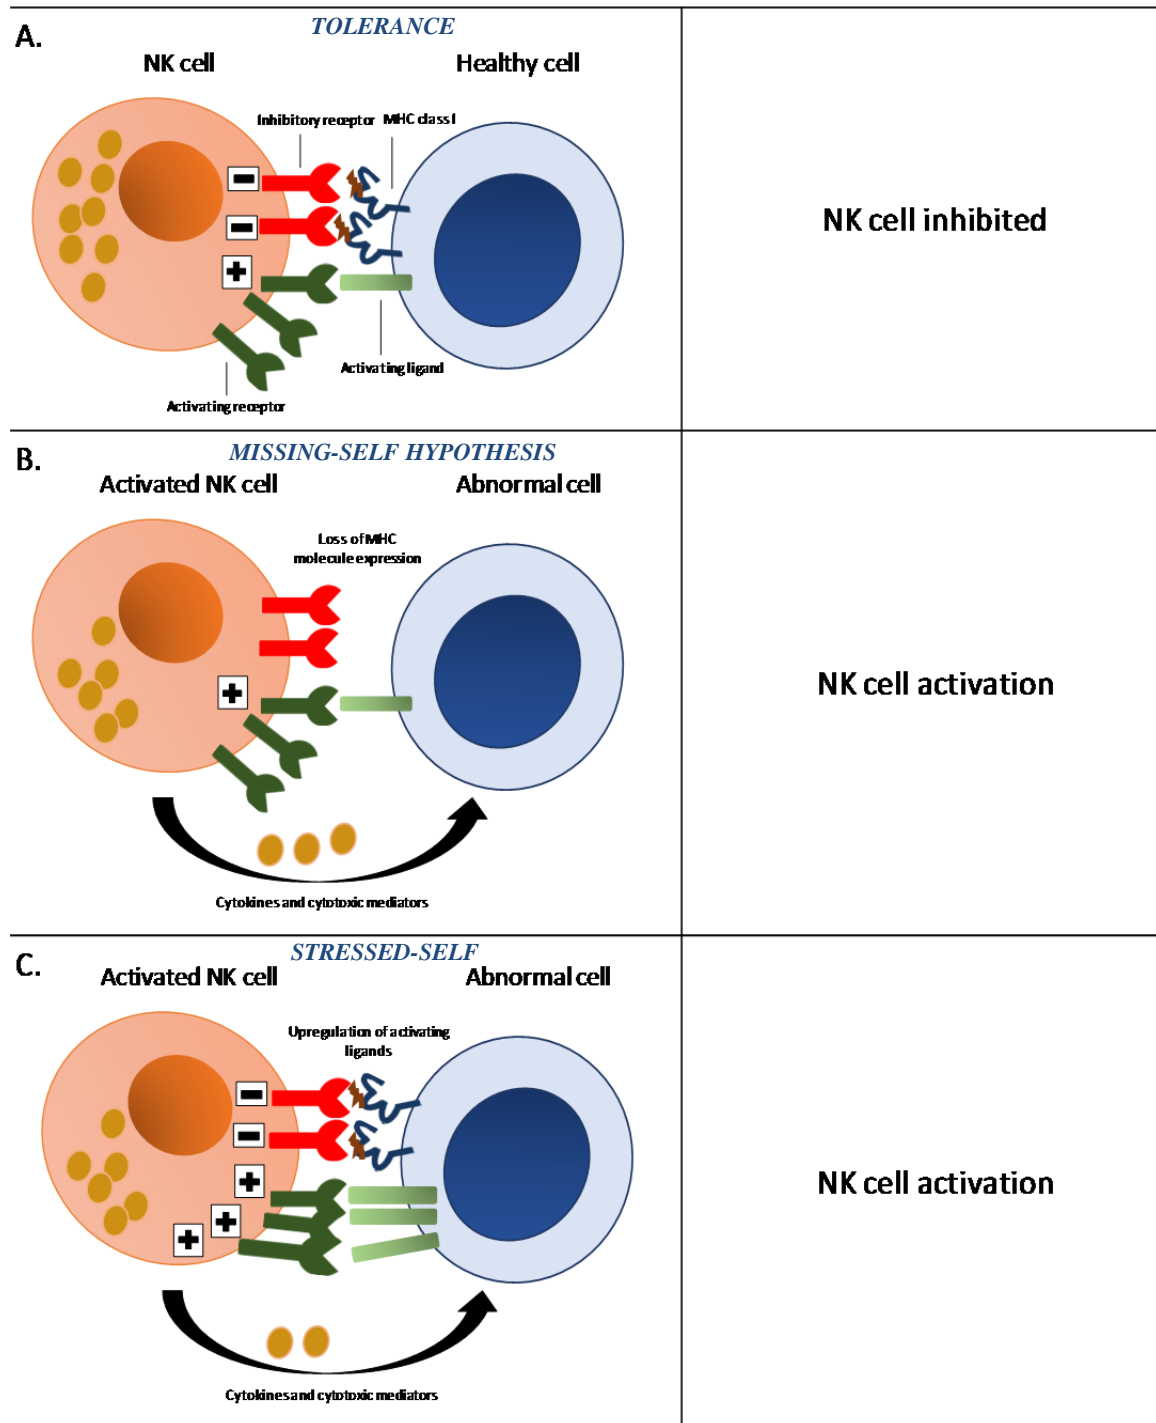 A.
TOLERANCE
NK cell
Healthy cell
Inhibitory receptor
MHC class I
Activating ligand
Activating receptor
NK cell inhibited
B.
MISSING-SELF HYPOTHESIS
Activated NK cell
Abnormal cell
Loss of MHC
molecule expression
Cytokines and cytotoxic mediators
NK cell activation
C.
STRESSED-SELF
Activated NK cell
Abnormal cell
Upregulation of activating
ligands
Cytokines and cytotoxic mediators
NK cell activation